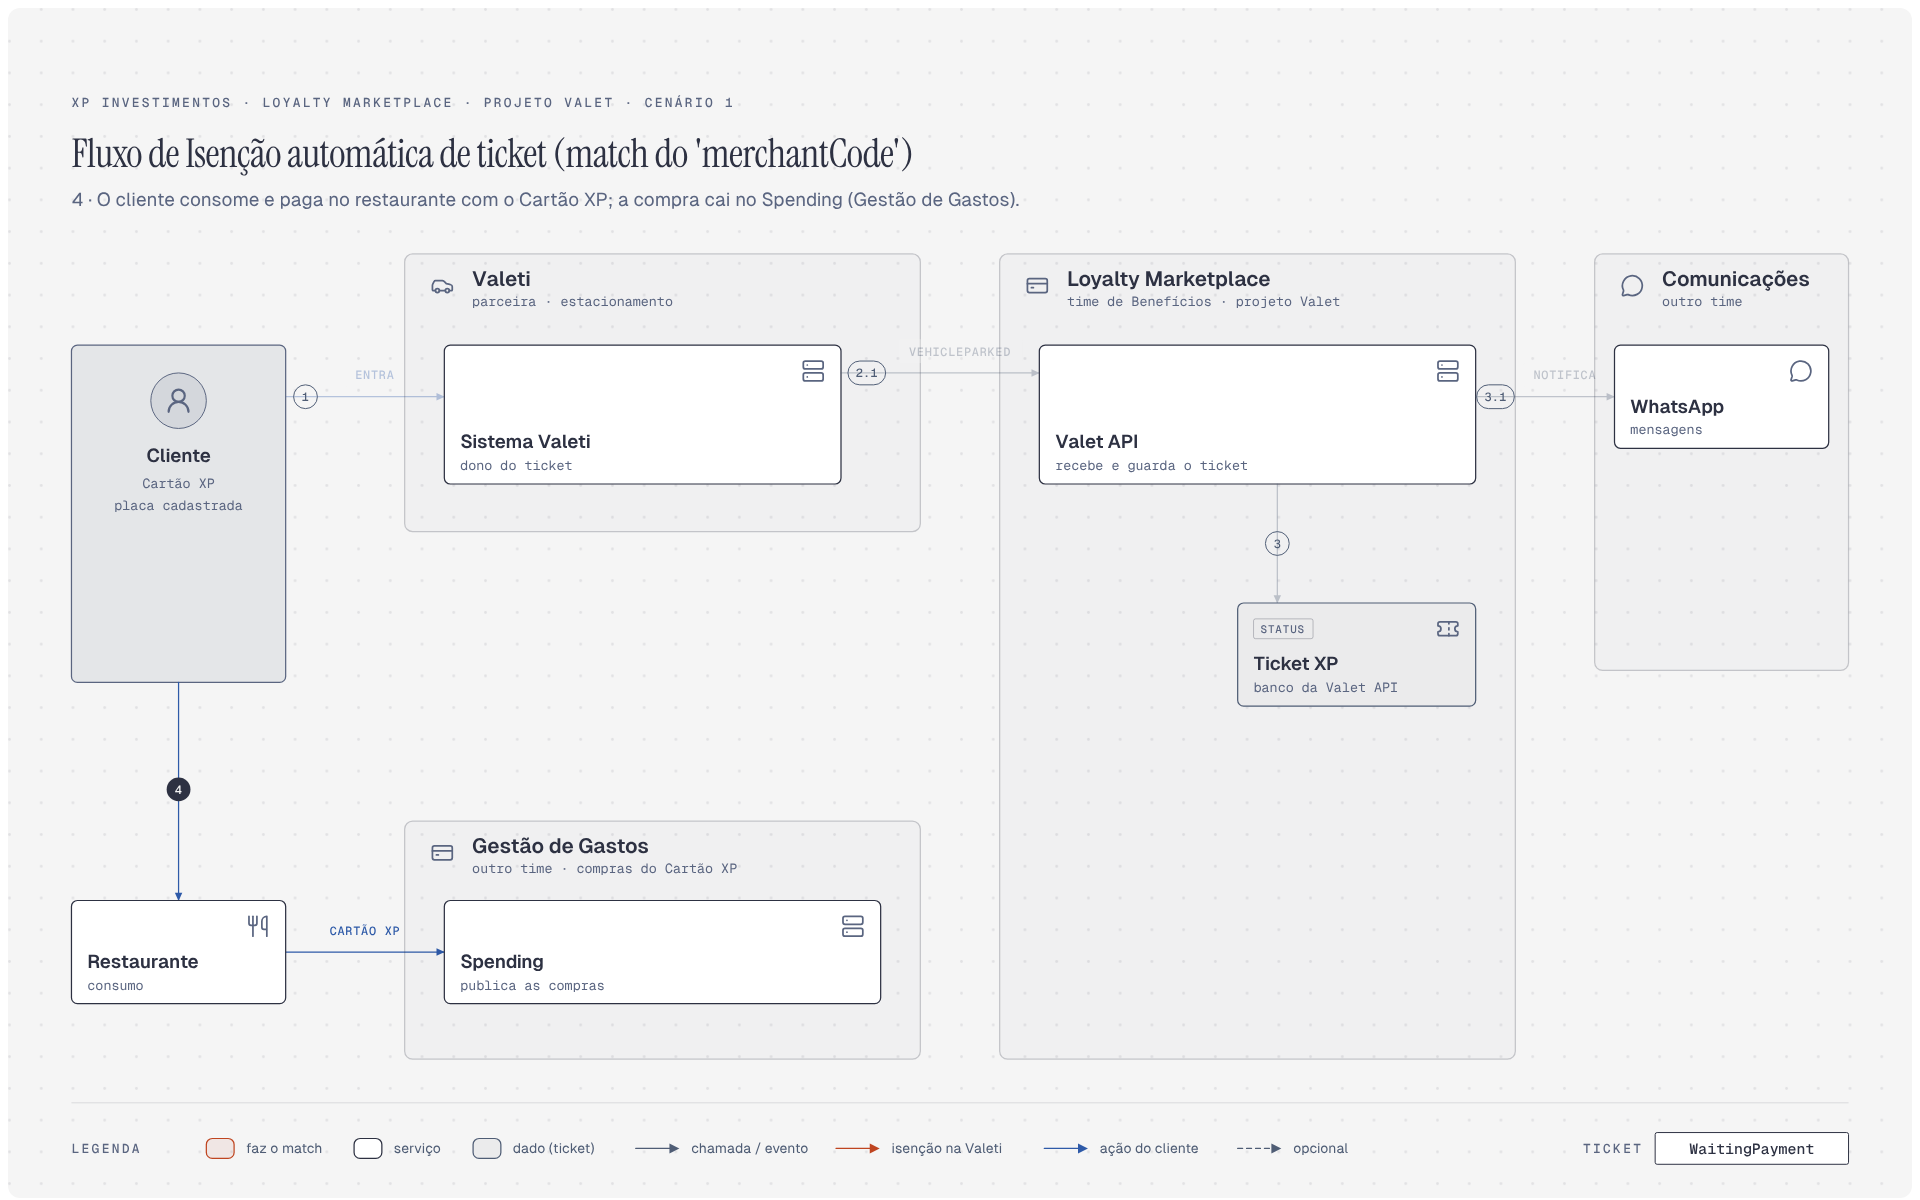 XP INVESTIMENTOS · LOYALTY MARKETPLACE · PROJETO VALET · CENÁRIO 1
Fluxo de Isenção automática de ticket (match do 'merchantCode')
4 · O cliente consome e paga no restaurante com o Cartão XP; a compra cai no Spending (Gestão de Gastos).
Valeti
parceira · estacionamento
Loyalty Marketplace
time de Benefícios · projeto Valet
Comunicações
outro time
Cliente
Cartão XP
placa cadastrada
1
ENTRA
Sistema Valeti
dono do ticket
2.1
VEHICLEPARKED
Valet API
recebe e guarda o ticket
3.1
NOTIFICA
WhatsApp
mensagens
3
STATUS
Ticket XP
banco da Valet API
4
Gestão de Gastos
outro time · compras do Cartão XP
Restaurante
consumo
CARTÃO XP
Spending
publica as compras
LEGENDA
faz o match
serviço
dado (ticket)
chamada / evento
isenção na Valeti
ação do cliente
opcional
TICKET
WaitingPayment